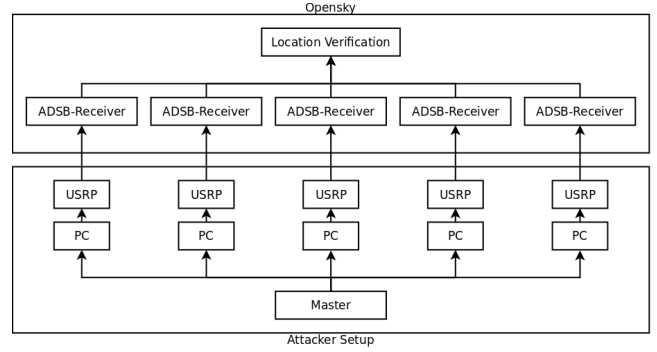 Opensky
Location Verification
ADSB-Receiver ADSB-Receiver ADSB-Receiver ADSB-Receiver ADSB-Receiver
USRP USRP USRP USRP USRP
PC PC PC PC PC
Master
Attacker Setup